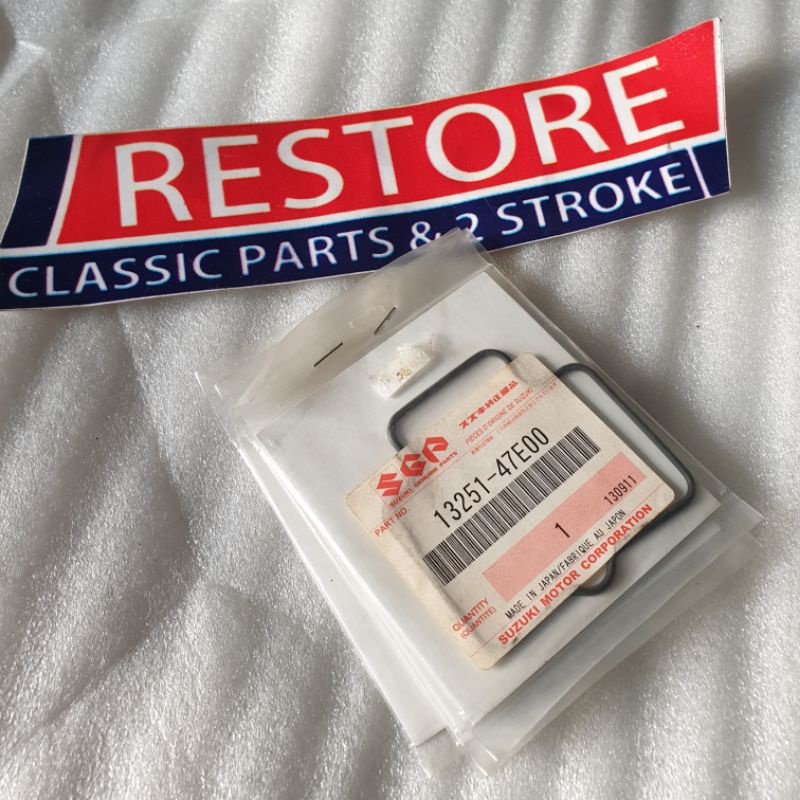 RESTORE
CLASSIC PARTS & 2 STROKE
スズキ純正部品
PIECES D'ORIGINE DE SUZUKI
SGP
SUZUKI GENUINE PARTS
PART NO.
13251-47E00
1
130911
QUANTITY
(QUANTITE)
MADE IN JAPAN/FABRIQUE AU JAPON
SUZUKI MOTOR CORPORATION